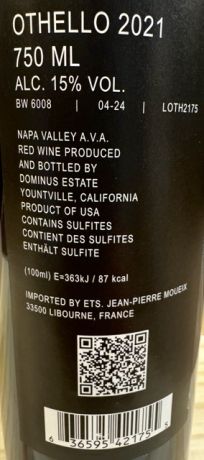 OTHELLO 2021
750 ML
ALC. 15% VOL.
BW 6008 | 04-24 | LOTH2175
NAPA VALLEY A.V.A.
RED WINE PRODUCED
AND BOTTLED BY
DOMINUS ESTATE
YOUNTVILLE, CALIFORNIA
PRODUCT OF USA
CONTAINS SULFITES
CONTIENT DES SULFITES
ENTHÄLT SULFITE
(100ml) E=363kJ / 87 kcal
IMPORTED BY ETS. JEAN-PIERRE MOUEIX
33500 LIBOURNE, FRANCE
6 36595 42175 5